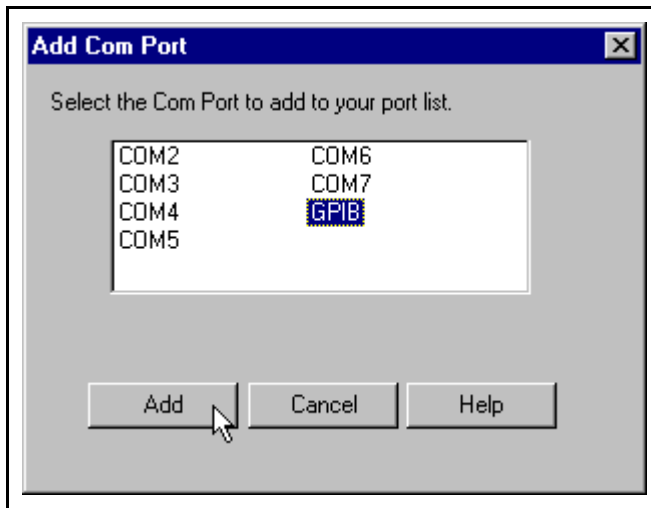 Add Com Port
Select the Com Port to add to your port list.
COM2
COM3
COM4
COM5
COM6
COM7
GPIB
Add
Cancel
Help